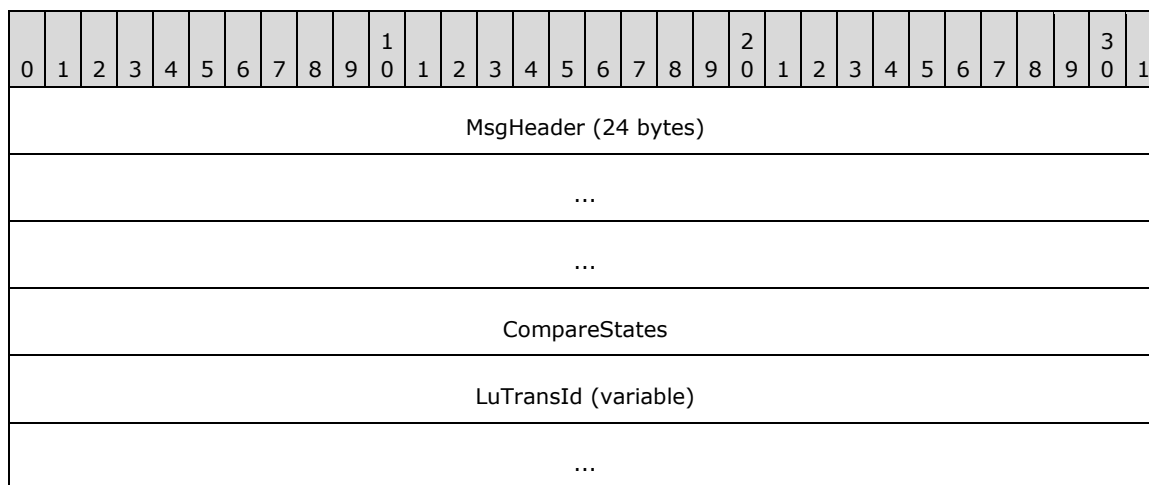 1 2 3
0 1 2 3 4 5 6 7 8 9 0 1 2 3 4 5 6 7 8 9 0 1 2 3 4 5 6 7 8 9 0 1
MsgHeader (24 bytes)
...
...
CompareStates
LuTransId (variable)
...